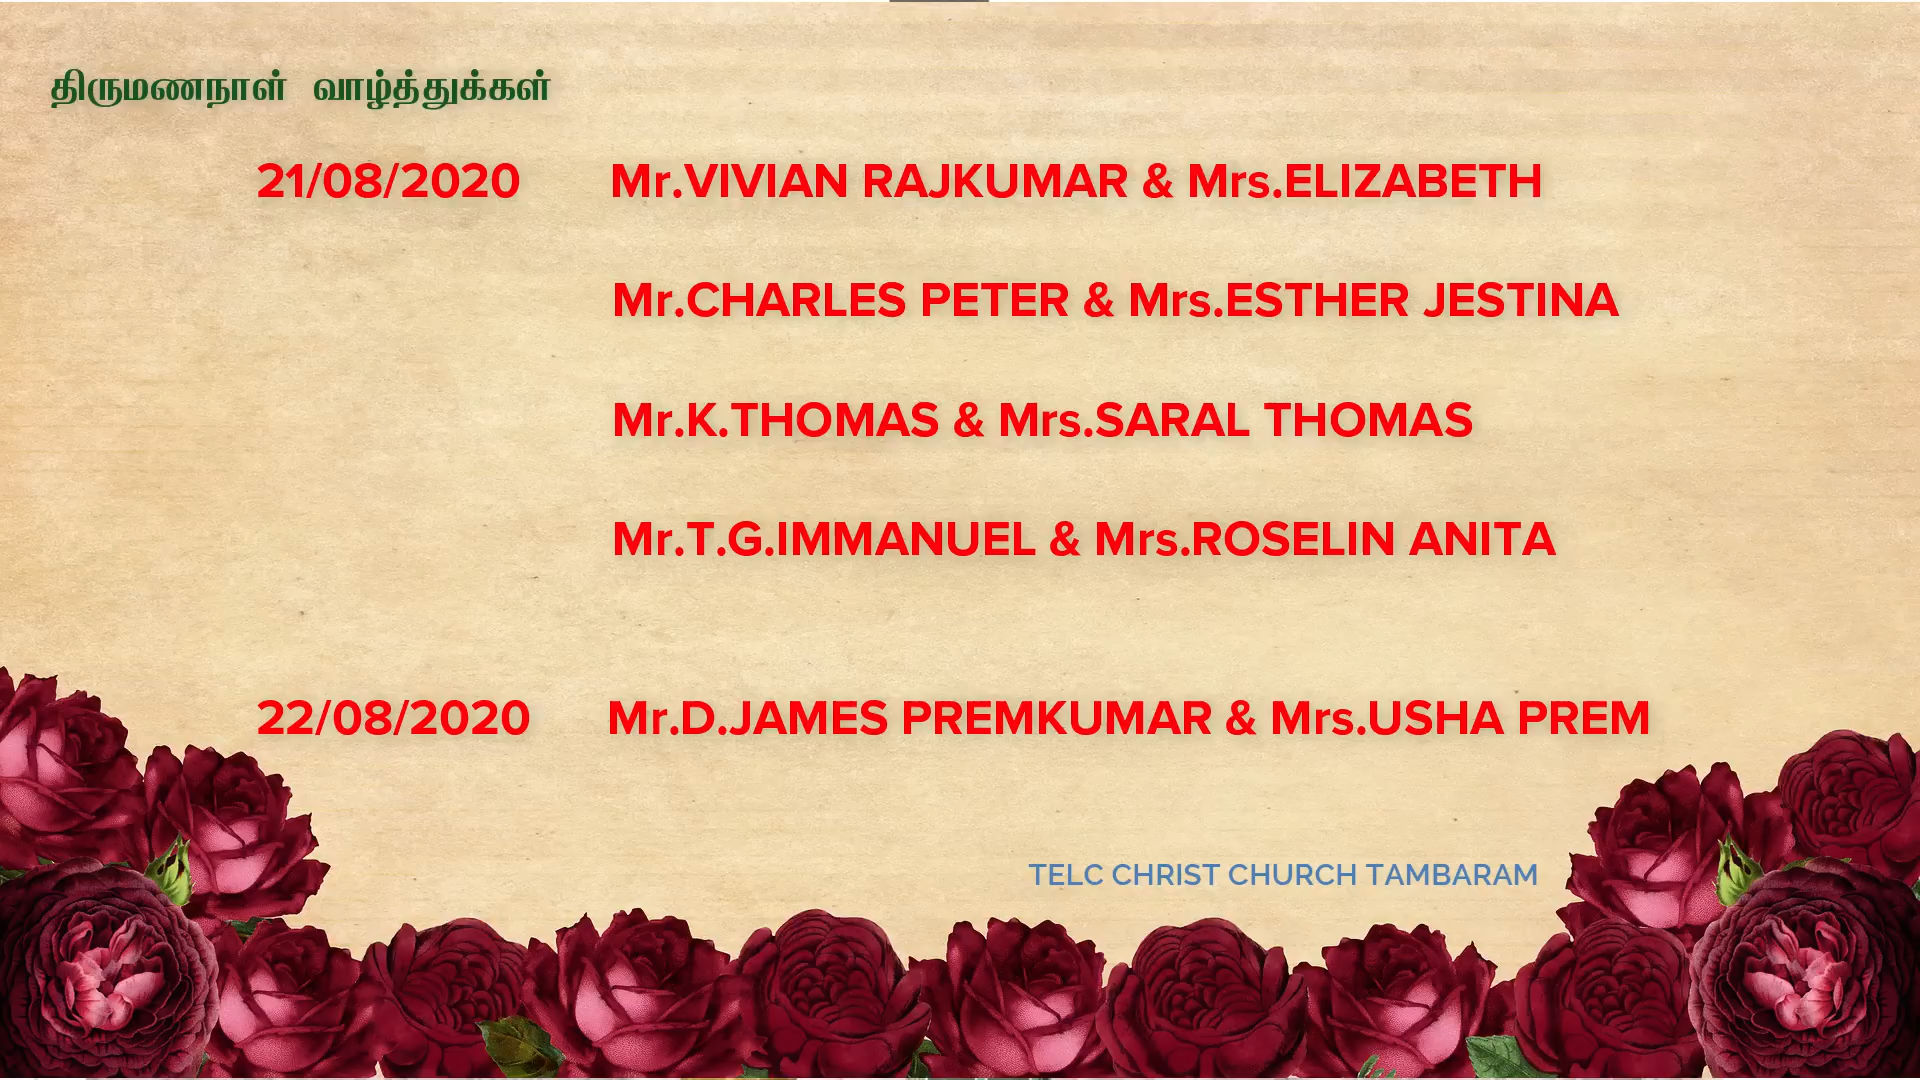 திருமணநாள் வாழ்த்துக்கள்
21/08/2020 Mr.VIVIAN RAJKUMAR & Mrs.ELIZABETH
Mr.CHARLES PETER & Mrs.ESTHER JESTINA
Mr.K.THOMAS & Mrs.SARAL THOMAS
Mr.T.G.IMMANUEL & Mrs.ROSELIN ANITA
22/08/2020 Mr.D.JAMES PREMKUMAR & Mrs.USHA PREM
TELC CHRIST CHURCH TAMBARAM